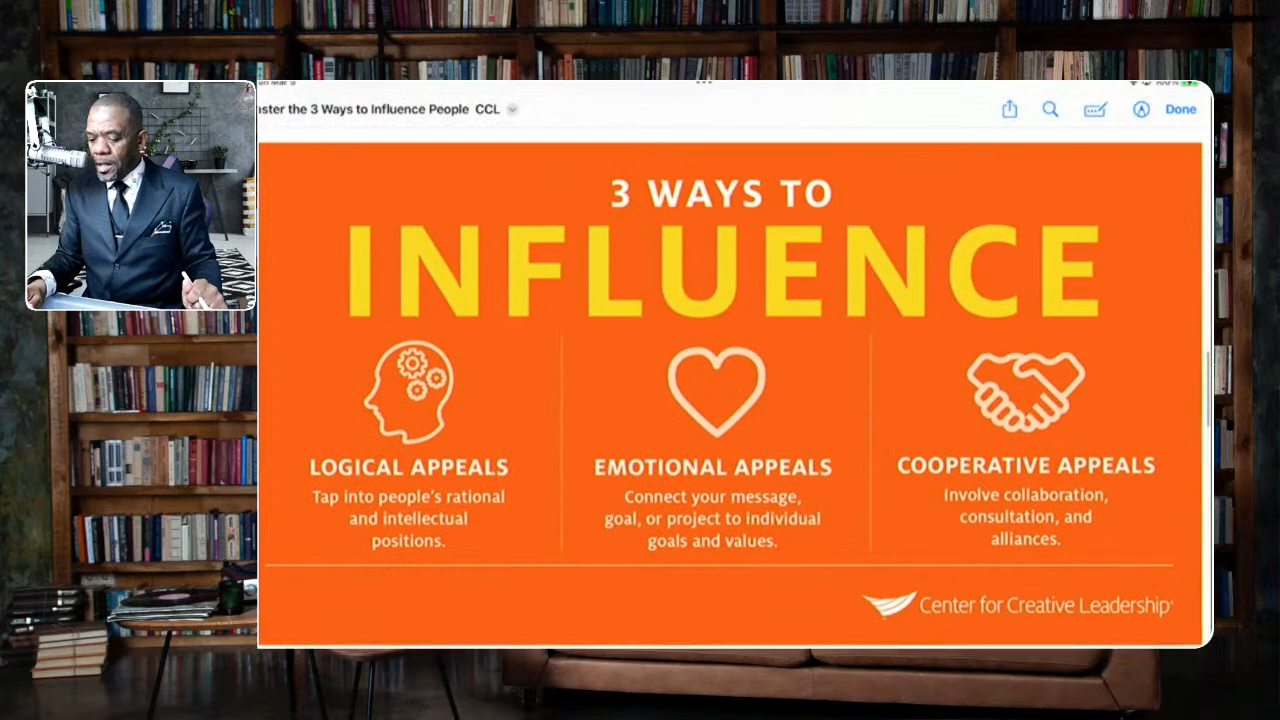 aster the 3 Ways to Influence People CCL
Done
3 WAYS TO
INFLUENCE
LOGICAL APPEALS
Tap into people's rational
and intellectual
positions.
EMOTIONAL APPEALS
Connect your message,
goal, or project to individual
goals and values.
COOPERATIVE APPEALS
Involve collaboration,
consultation, and
alliances.
Center for Creative Leadership